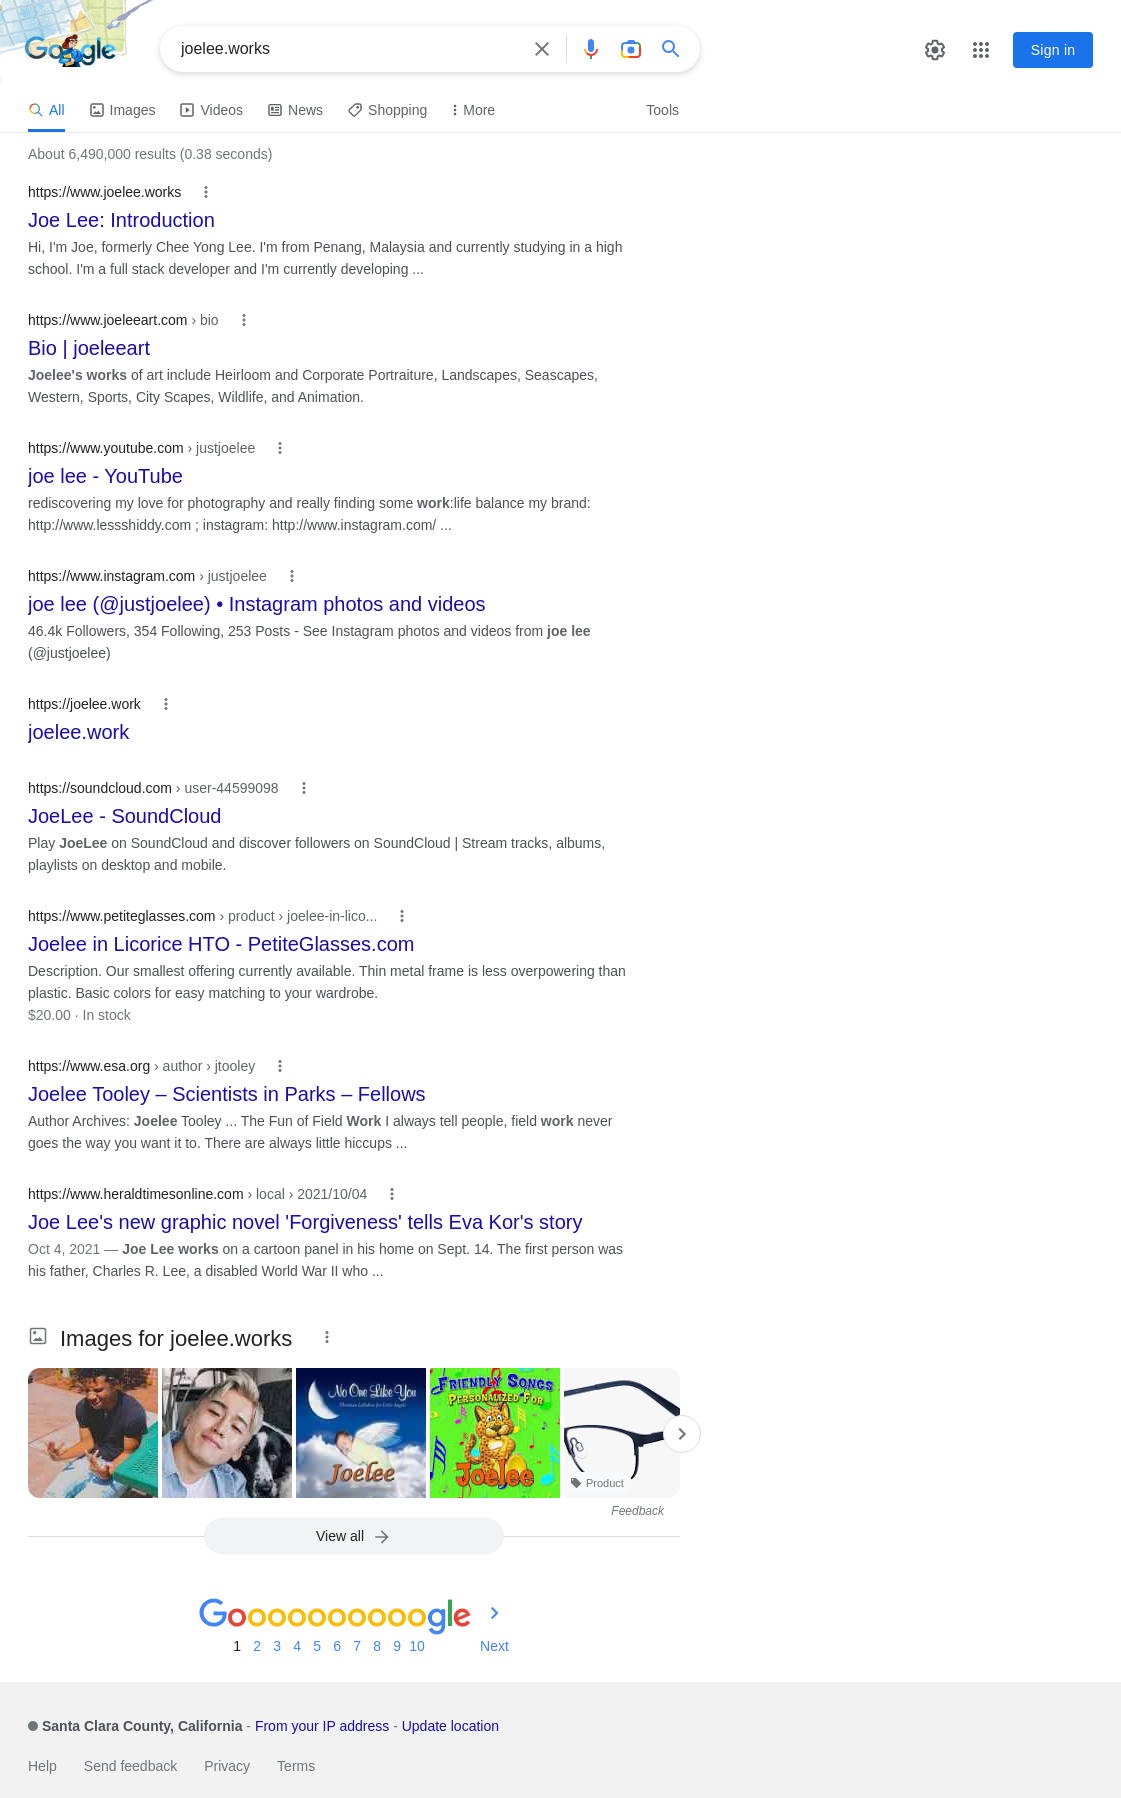 Google
joelee.works
Sign in
All
Images
Videos
News
Shopping
More
Tools
About 6,490,000 results (0.38 seconds)
https://www.joelee.works
Joe Lee: Introduction
Hi, I'm Joe, formerly Chee Yong Lee. I'm from Penang, Malaysia and currently studying in a high
school. I'm a full stack developer and I'm currently developing ...
https://www.joeleeart.com › bio
Bio | joeleeart
Joelee's works of art include Heirloom and Corporate Portraiture, Landscapes, Seascapes,
Western, Sports, City Scapes, Wildlife, and Animation.
https://www.youtube.com › justjoelee
joe lee - YouTube
rediscovering my love for photography and really finding some work:life balance my brand:
http://www.lessshiddy.com ; instagram: http://www.instagram.com/ ...
https://www.instagram.com › justjoelee
joe lee (@justjoelee) • Instagram photos and videos
46.4k Followers, 354 Following, 253 Posts - See Instagram photos and videos from joe lee
(@justjoelee)
https://joelee.work
joelee.work
https://soundcloud.com › user-44599098
JoeLee - SoundCloud
Play JoeLee on SoundCloud and discover followers on SoundCloud | Stream tracks, albums,
playlists on desktop and mobile.
https://www.petiteglasses.com › product › joelee-in-lico...
Joelee in Licorice HTO - PetiteGlasses.com
Description. Our smallest offering currently available. Thin metal frame is less overpowering than
plastic. Basic colors for easy matching to your wardrobe.
$20.00 · In stock
https://www.esa.org › author › jtooley
Joelee Tooley – Scientists in Parks – Fellows
Author Archives: Joelee Tooley ... The Fun of Field Work I always tell people, field work never
goes the way you want it to. There are always little hiccups ...
https://www.heraldtimesonline.com › local › 2021/10/04
Joe Lee's new graphic novel 'Forgiveness' tells Eva Kor's story
Oct 4, 2021 — Joe Lee works on a cartoon panel in his home on Sept. 14. The first person was
his father, Charles R. Lee, a disabled World War II who ...
Images for joelee.works
No One Like You
Christian Lullabies for Little Angels
Joelee
FRIENDLY SONGS
PERSONALIZED FOR
Joelee
Product
Feedback
View all
Goooooooooogle
1 2 3 4 5 6 7 8 9 10 Next
Santa Clara County, California - From your IP address - Update location
Help
Send feedback
Privacy
Terms